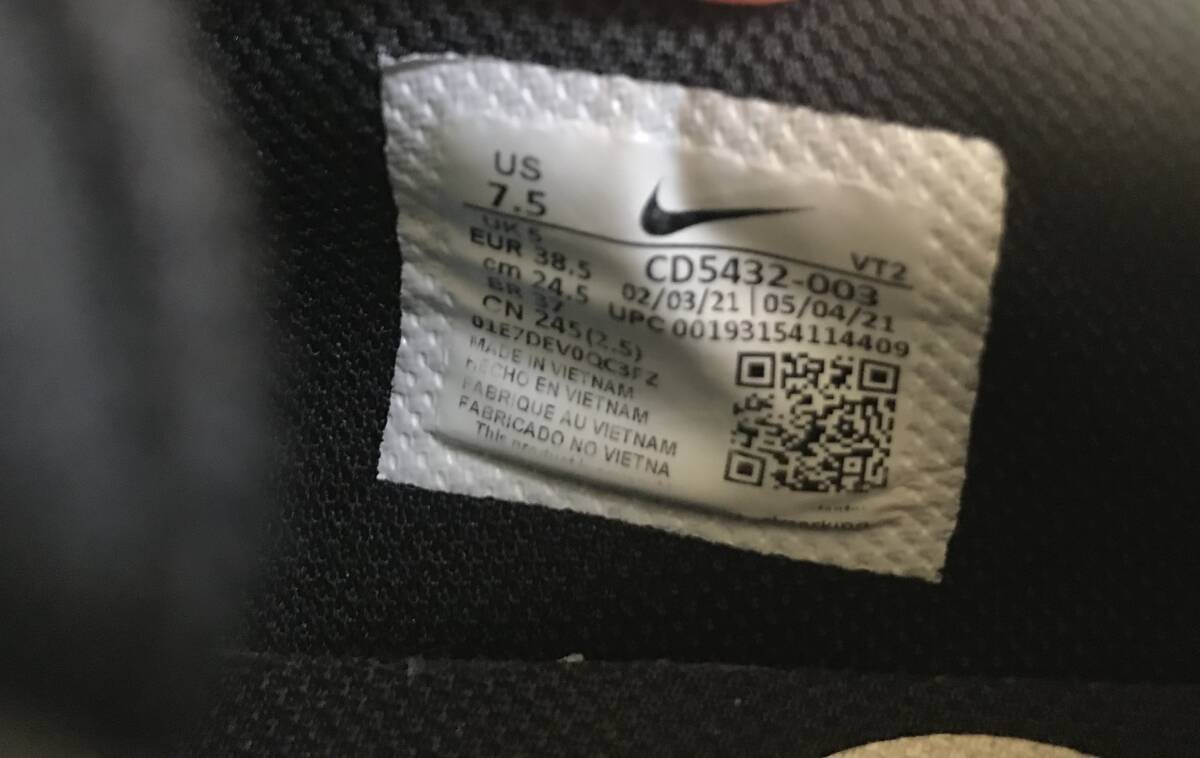 US
7.5
UK 5
EUR 38.5
cm 24.5
BR 37
CN 245(2.5)
01E7DEV0QC3FZ
MADE IN VIETNAM
HECHO EN VIETNAM
FABRIQUE AU VIETNAM
FABRICADO NO VIETNA
This
VT2
CD5432-003
02/03/21 | 05/04/21
UPC 00193154114409